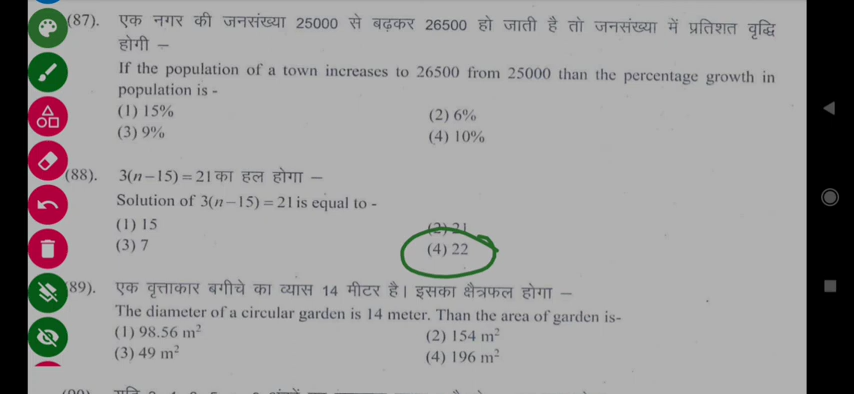 (87). एक नगर की जनसंख्या 25000 से बढ़कर 26500 हो जाती है तो जनसंख्या में प्रतिशत वृद्धि
होगी –
If the population of a town increases to 26500 from 25000 than the percentage growth in
population is -
(1) 15% (2) 6%
(3) 9% (4) 10%
(88). 3(n–15) = 21 का हल होगा –
Solution of 3(n–15) = 21 is equal to -
(1) 15 (2) 21
(3) 7 (4) 22
89). एक वृत्ताकार बगीचे का व्यास 14 मीटर है। इसका क्षेत्रफल होगा –
The diameter of a circular garden is 14 meter. Than the area of garden is-
(1) 98.56 m² (2) 154 m²
(3) 49 m² (4) 196 m²